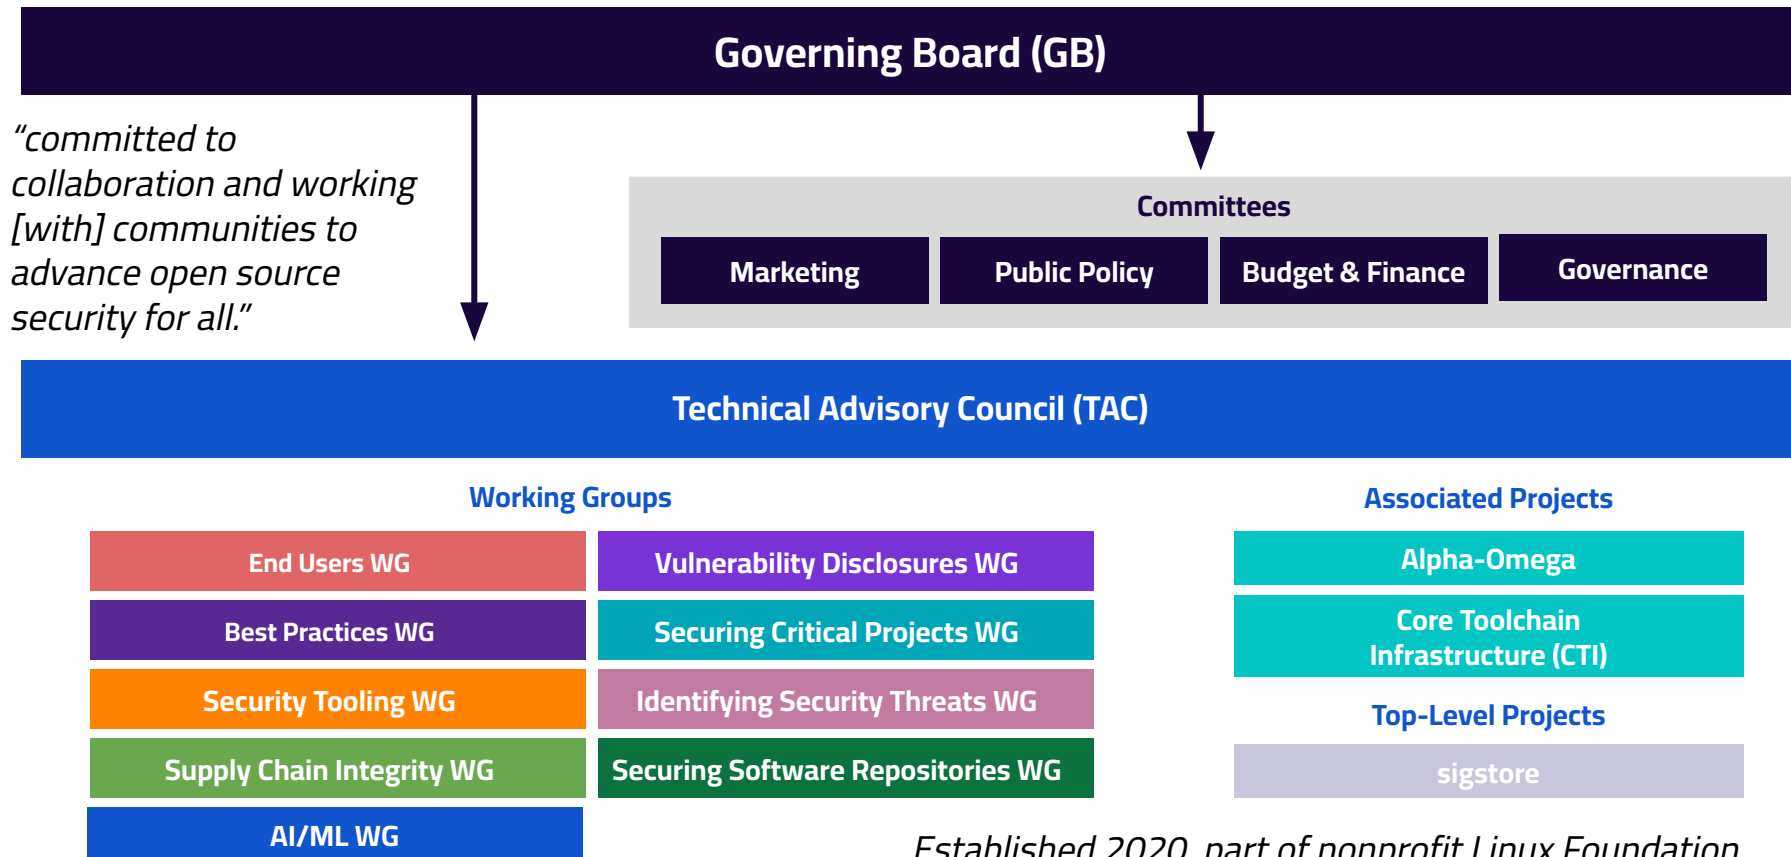 Governing Board (GB)
“committed to
collaboration and working
[with] communities to
advance open source
security for all.”
Committees
Marketing
Public Policy
Budget & Finance
Governance
Technical Advisory Council (TAC)
Working Groups
End Users WG
Vulnerability Disclosures WG
Best Practices WG
Securing Critical Projects WG
Security Tooling WG
Identifying Security Threats WG
Supply Chain Integrity WG
Securing Software Repositories WG
AI/ML WG
Associated Projects
Alpha-Omega
Core Toolchain
Infrastructure (CTI)
Top-Level Projects
sigstore
Established 2020, part of nonprofit Linux Foundation